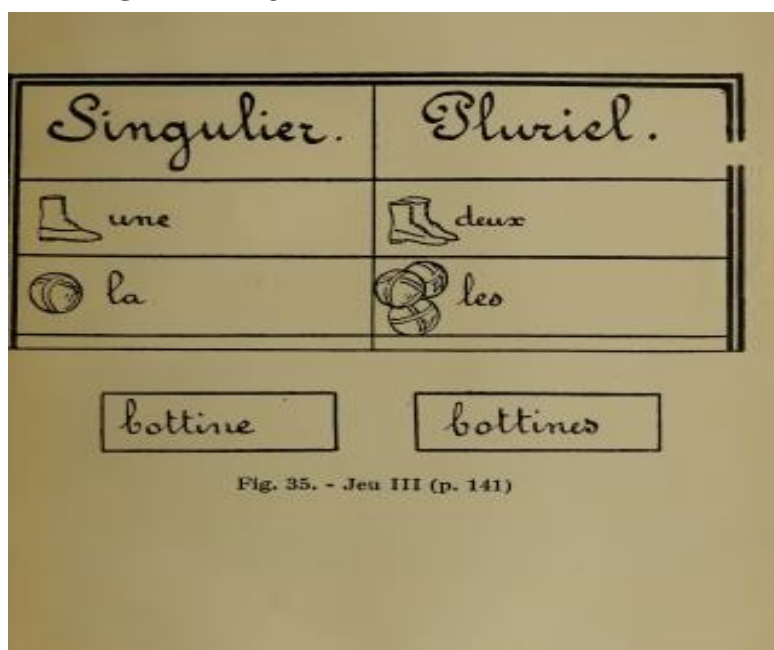 Singulier. Pluriel.
une deux
la les
bottine bottines
Fig. 35. - Jeu III (p. 141)